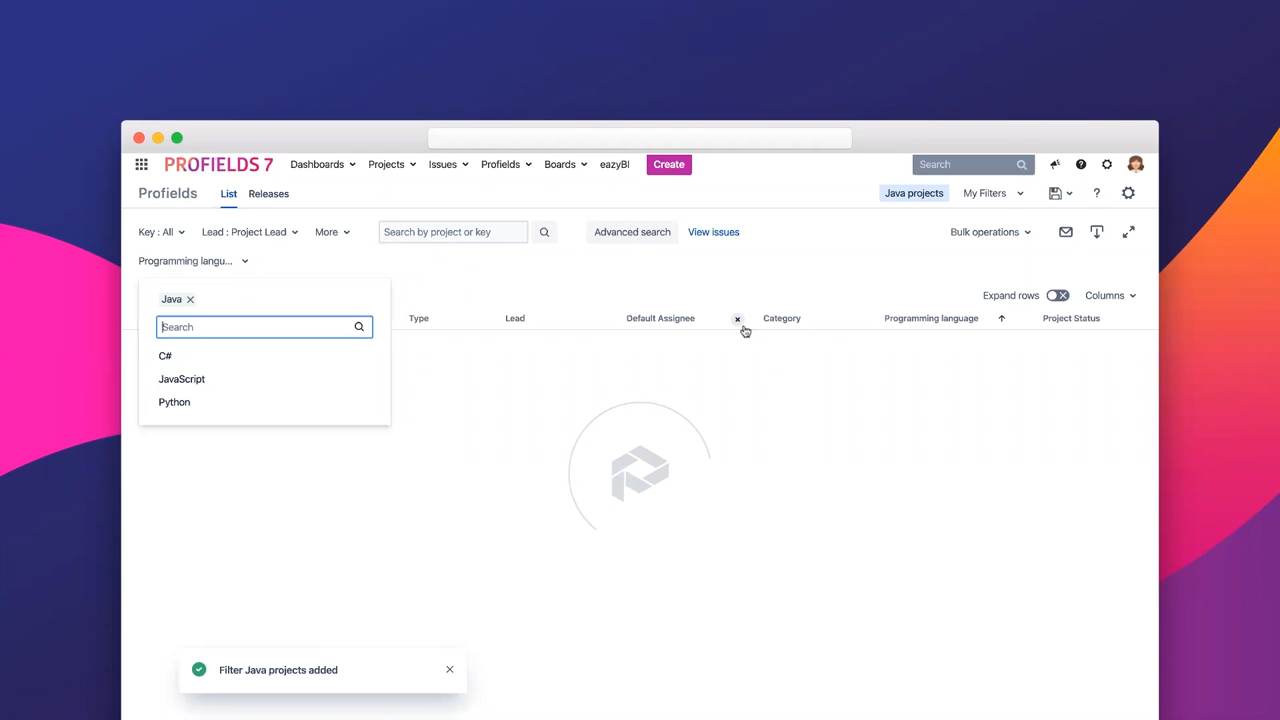 PROFIELDS 7 Dashboards Projects Issues Profields Boards eazyBI Create Search
Profields List Releases Java projects My Filters
Key : All Lead : Project Lead More Search by project or key Advanced search View issues Bulk operations
Programming langu...
Java
Expand rows Columns
Type Lead Default Assignee Category Programming language Project Status
Search
C#
JavaScript
Python
Filter Java projects added